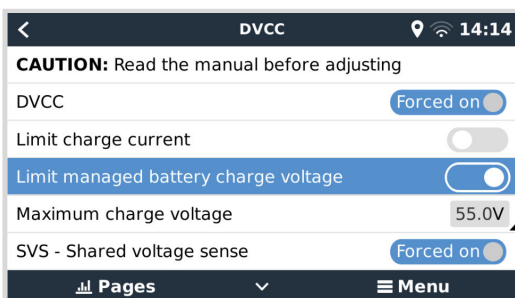 DVCC 14:14
CAUTION: Read the manual before adjusting
DVCC Forced on
Limit charge current
Limit managed battery charge voltage
Maximum charge voltage 55.0V
SVS - Shared voltage sense Forced on
Pages Menu